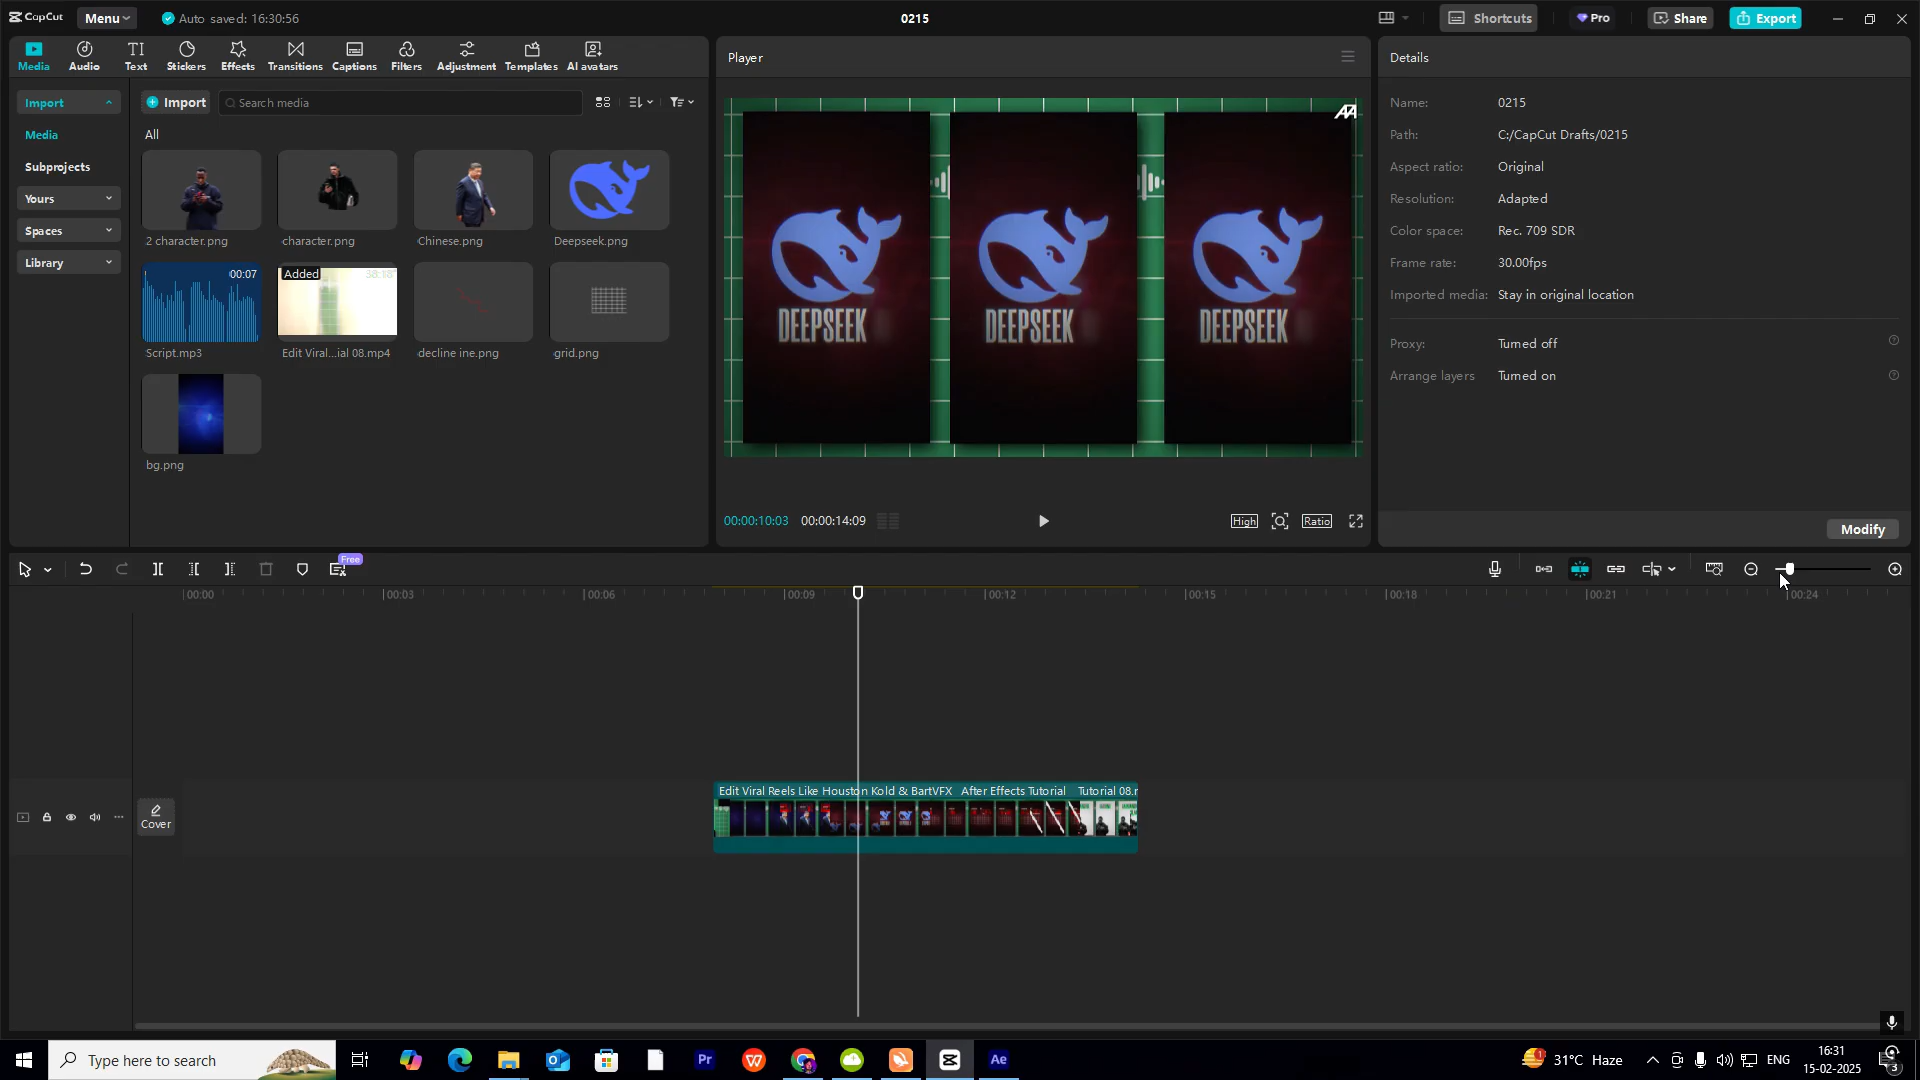 CapCut
Menu
Auto saved: 16:30:56
0215
Shortcuts
Pro
Share
Export
Media
Audio
Text
Stickers
Effects
Transitions
Captions
Filters
Adjustment
Templates
AI avatars
Import
Media
Subprojects
Yours
Spaces
Library
Import
Search media
All
2 character.png
character.png
Chinese.png
Deepseek.png
00:07
Added
38:18
Script.mp3
Edit Viral...ial 08.mp4
decline ine.png
grid.png
bg.png
Player
DEEPSEEK
DEEPSEEK
DEEPSEEK
00:00:10:03
00:00:14:09
High
Ratio
Details
Name: 0215
Path: C:/CapCut Drafts/0215
Aspect ratio: Original
Resolution: Adapted
Color space: Rec. 709 SDR
Frame rate: 30.00fps
Imported media: Stay in original location
Proxy: Turned off
Arrange layers Turned on
Modify
Free
00:00
00:03
00:06
00:09
00:12
00:15
00:18
00:21
00:24
Cover
Edit Viral Reels Like Houston Kold & BartVFX After Effects Tutorial Tutorial 08.m
Type here to search
Pr
W
Ae
1
31°C Haze
ENG
16:31
15-02-2025
3